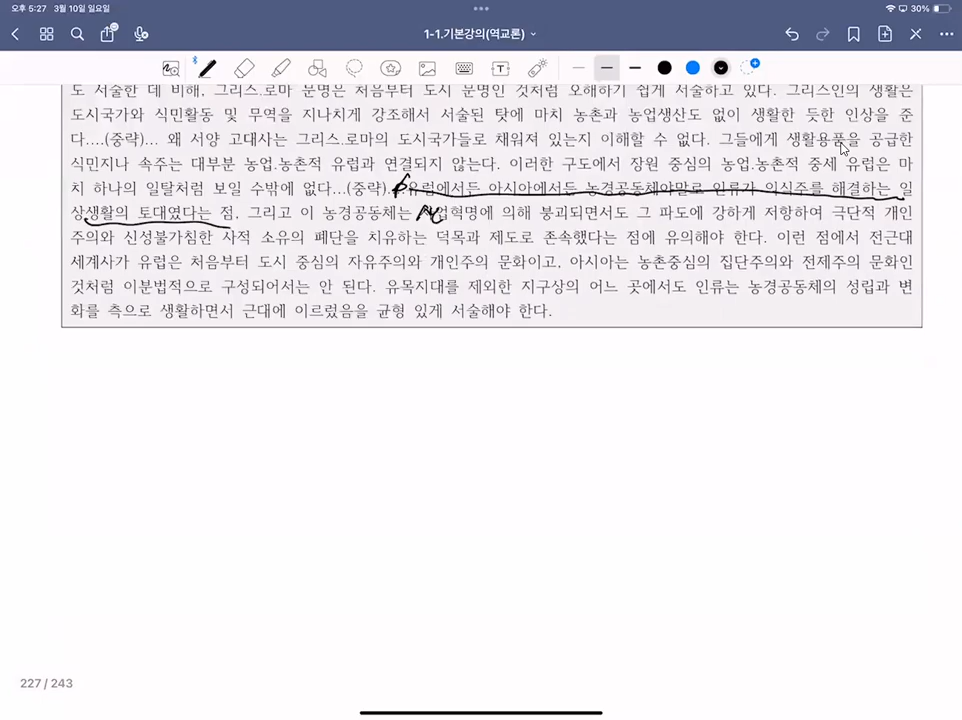 오후 5:27 3월 10일 일요일
30%
1-1.기본강의(역교론)
도 서술한 데 비해, 그리스.로마 문명은 처음부터 도시 문명인 것처럼 오해하기 쉽게 서술하고 있다. 그리스인의 생활은
도시국가와 식민활동 및 무역을 지나치게 강조해서 서술된 탓에 마치 농촌과 농업생산도 없이 생활한 듯한 인상을 준
다....(중략)... 왜 서양 고대사는 그리스.로마의 도시국가들로 채워져 있는지 이해할 수 없다. 그들에게 생활용품을 공급한
식민지나 속주는 대부분 농업.농촌적 유럽과 연결되지 않는다. 이러한 구도에서 장원 중심의 농업.농촌적 중세 유럽은 마
치 하나의 일탈처럼 보일 수밖에 없다...(중략)... 유럽에서든 아시아에서든 농경공동체야말로 인류가 의식주를 해결하는 일
상생활의 토대였다는 점, 그리고 이 농경공동체는 혁명에 의해 붕괴되면서도 그 파도에 강하게 저항하여 극단적 개인
주의와 신성불가침한 사적 소유의 폐단을 치유하는 덕목과 제도로 존속했다는 점에 유의해야 한다. 이런 점에서 전근대
세계사가 유럽은 처음부터 도시 중심의 자유주의와 개인주의 문화이고, 아시아는 농촌중심의 집단주의와 전제주의 문화인
것처럼 이분법적으로 구성되어서는 안 된다. 유목지대를 제외한 지구상의 어느 곳에서도 인류는 농경공동체의 성립과 변
화를 측으로 생활하면서 근대에 이르렀음을 균형 있게 서술해야 한다.
227 / 243